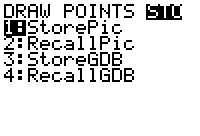 DRAW POINTS STO
1:StorePic
2:RecallPic
3:StoreGDB
4:RecallGDB